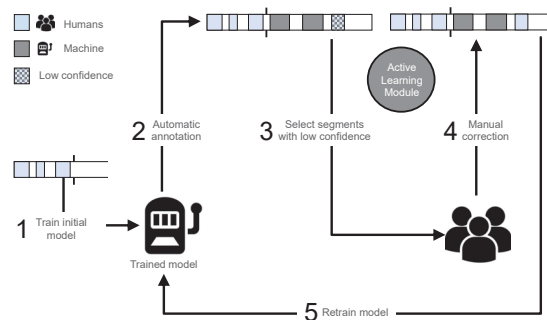 Humans
Machine
Low confidence
Active
Learning
Module
2 Automatic
annotation
3 Select segments
with low confidence
4 Manual
correction
1 Train initial
model
Trained model
5 Retrain model